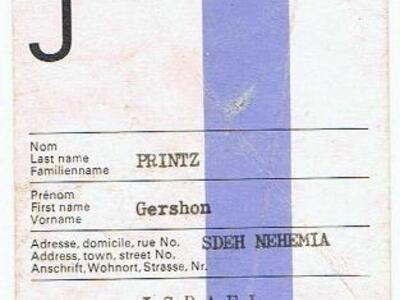 J
Nom
Last name PRINTZ
Familienname
Prénom
First name Gershon
Vorname
Adresse, domicile, rue No. SDEH NEHEMIA
Address, town, street No.
Anschrift, Wohnort, Strasse, Nr.
ISRAEL